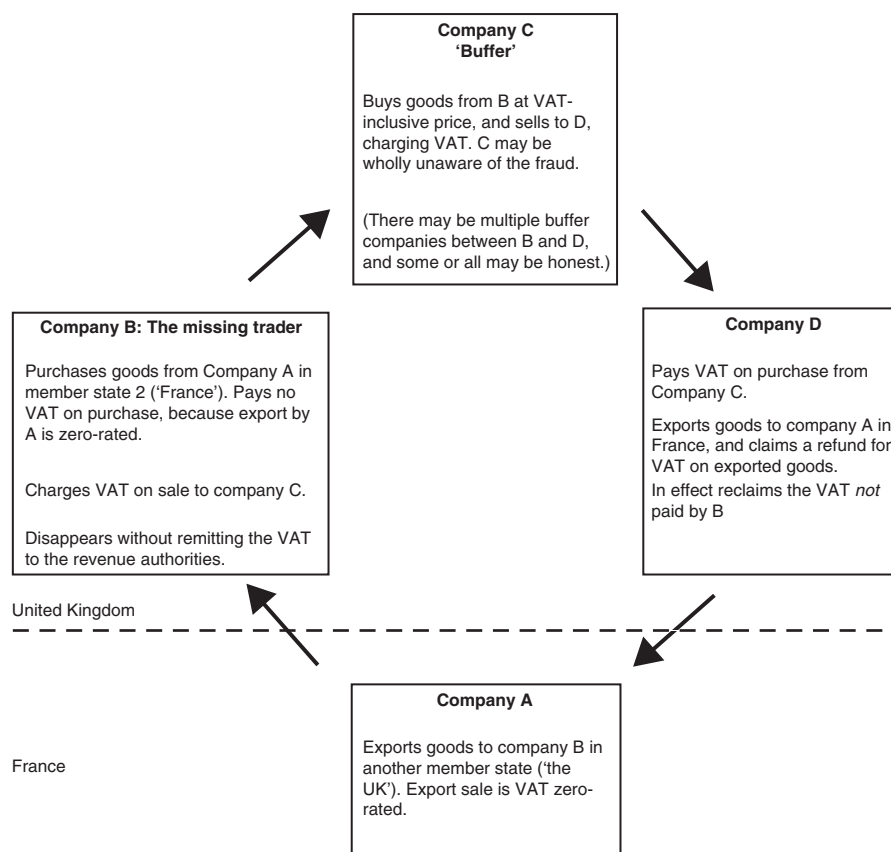 Company C
‘Buffer’
Buys goods from B at VAT-
inclusive price, and sells to D,
charging VAT. C may be
wholly unaware of the fraud.
(There may be multiple buffer
companies between B and D,
and some or all may be honest.)
Company B: The missing trader
Purchases goods from Company A in
member state 2 (‘France’). Pays no
VAT on purchase, because export by
A is zero-rated.
Charges VAT on sale to company C.
Disappears without remitting the VAT
to the revenue authorities.
Company D
Pays VAT on purchase from
Company C.
Exports goods to company A in
France, and claims a refund for
VAT on exported goods.
In effect reclaims the VAT not
paid by B
United Kingdom
France
Company A
Exports goods to company B in
another member state (‘the
UK’). Export sale is VAT zero-
rated.